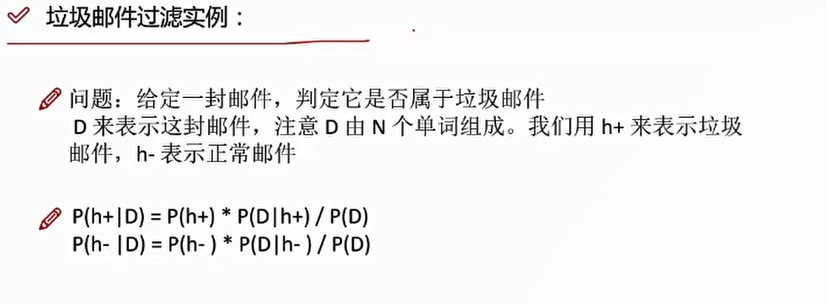 垃圾邮件过滤实例：
问题：给定一封邮件，判定它是否属于垃圾邮件
D 来表示这封邮件，注意 D 由 N 个单词组成。我们用 h+ 来表示垃圾
邮件，h- 表示正常邮件
P(h+|D) = P(h+) * P(D|h+) / P(D)
P(h- |D) = P(h- ) * P(D|h- ) / P(D)